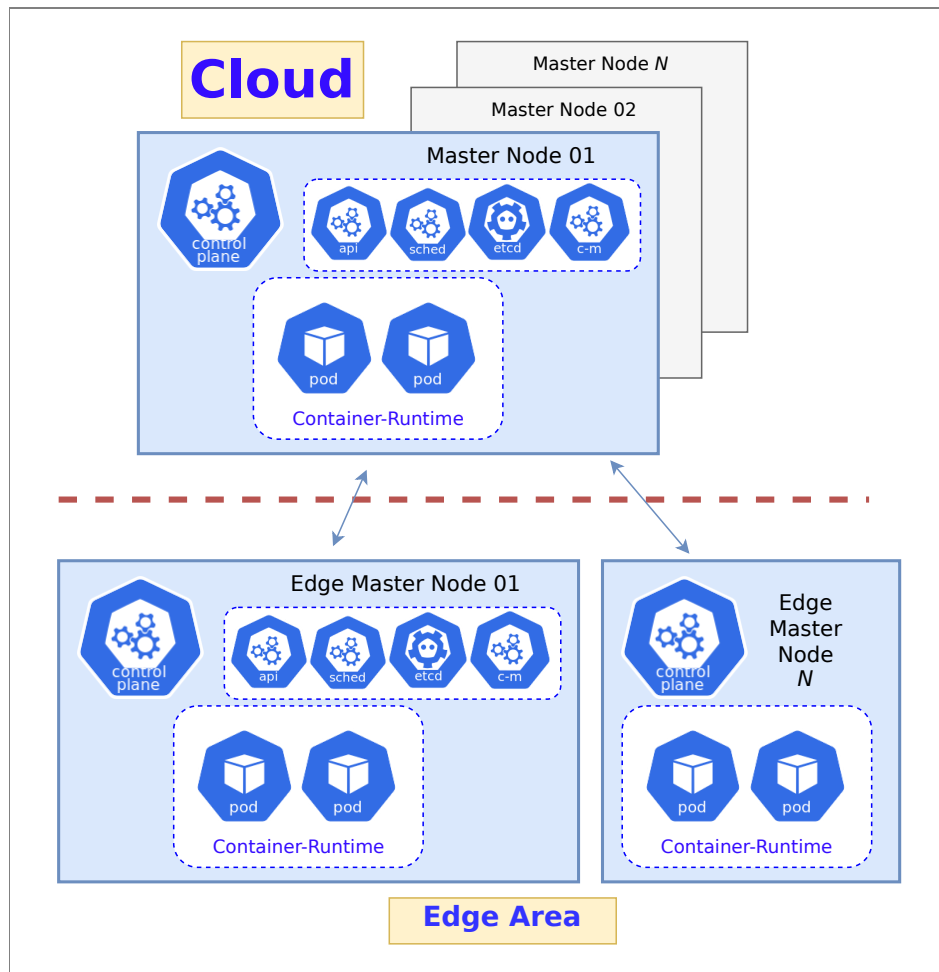 Cloud
Master Node N
Master Node 02
Master Node 01
control
plane
api
sched
etcd
c-m
pod
pod
Container-Runtime
Edge Master Node 01
control
plane
api
sched
etcd
c-m
pod
pod
Container-Runtime
Edge
Master
Node
N
control
plane
pod
pod
Container-Runtime
Edge Area